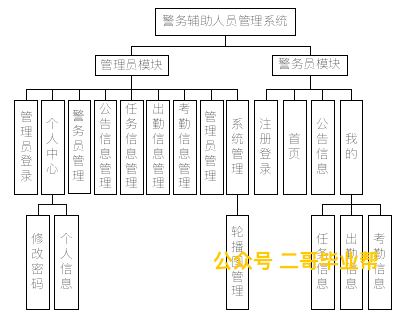 警务辅助人员管理系统
管理员模块
警务员模块
管理员登录
个人中心
警务员管理
公告信息管理
任务信息管理
出勤信息管理
考勤信息管理
管理员管理
系统管理
注册登录
首页
公告信息
我的
修改密码
个人信息
轮播图管理
任务信息
出勤信息
考勤信息
公众号 二哥毕业帮